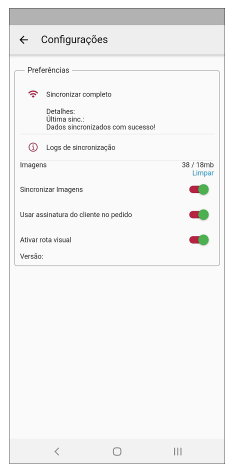 Configurações
Preferências
Sincronizar completo
Detalhes:
Última sinc.:
Dados sincronizados com sucesso!
Logs de sincronização
Imagens
38 / 18mb
Limpar
Sincronizar Imagens
Usar assinatura do cliente no pedido
Ativar rota visual
Versão: